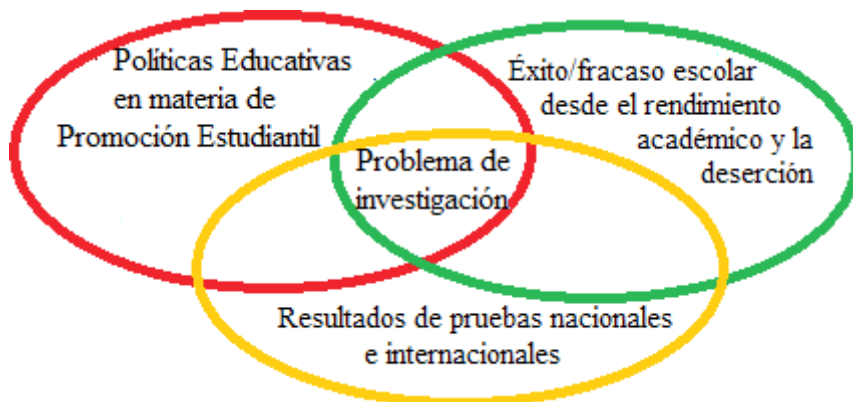 Políticas Educativas
en materia de
Promoción Estudiantil
Éxito/fracaso escolar
desde el rendimiento
académico y la
deserción
Problema de
investigación
Resultados de pruebas nacionales
e internacionales